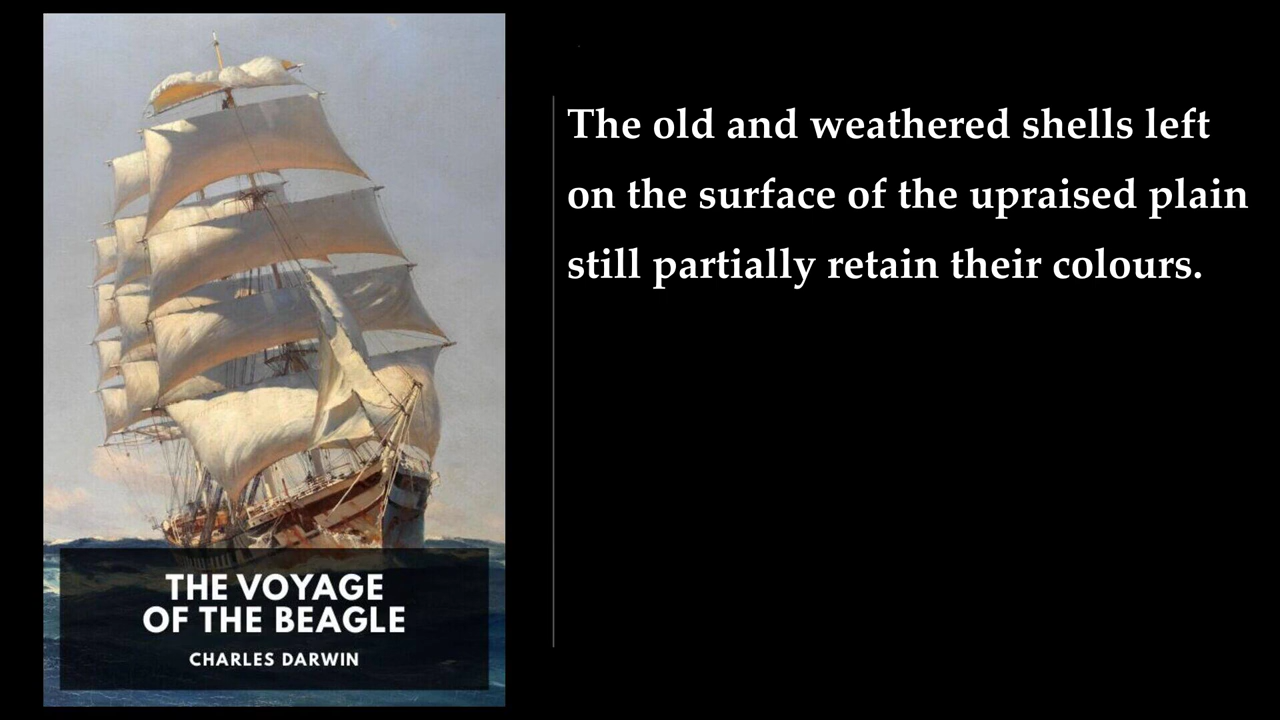 THE VOYAGE
OF THE BEAGLE
CHARLES DARWIN
The old and weathered shells left
on the surface of the upraised plain
still partially retain their colours.